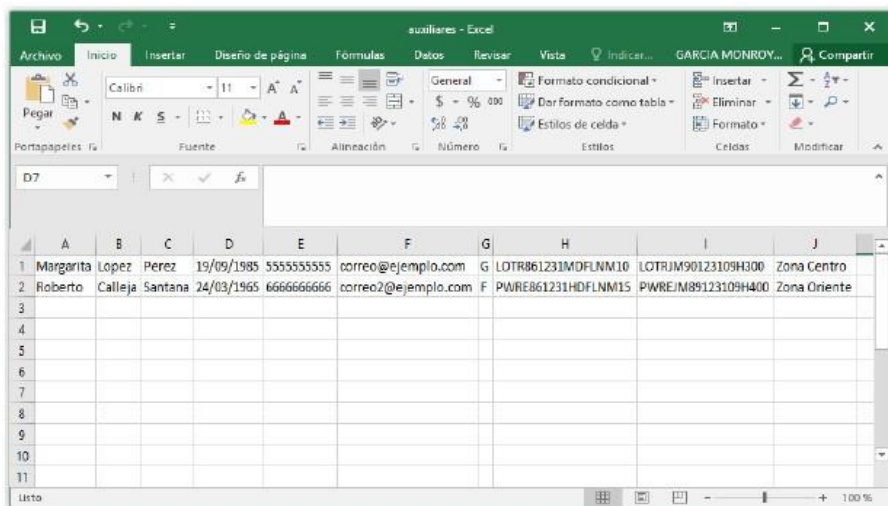 auxiliares - Excel
Archivo Inicio Insertar Diseño de página Fórmulas Datos Revisar Vista Indicar... GARCIA MONROY... Compartir
Pegar Calibri 11 A A General Formato condicional Insertar
$ % 000 Dar formato como tabla Eliminar
N K S A Estilos de celda Formato
Portapapeles Fuente Alineación Número Estilos Celdas Modificar
D7 fx
A B C D E F G H I J
1 Margarita Lopez Perez 19/09/1985 5555555555 correo@ejemplo.com G LOTR861231MDFLNM10 LOTRJM90123109H300 Zona Centro
2 Roberto Calleja Santana 24/03/1965 6666666666 correo2@ejemplo.com F PWRE861231HDFLNM15 PWREJM89123109H400 Zona Oriente
3
4
5
6
7
8
9
10
11
Listo 100 %